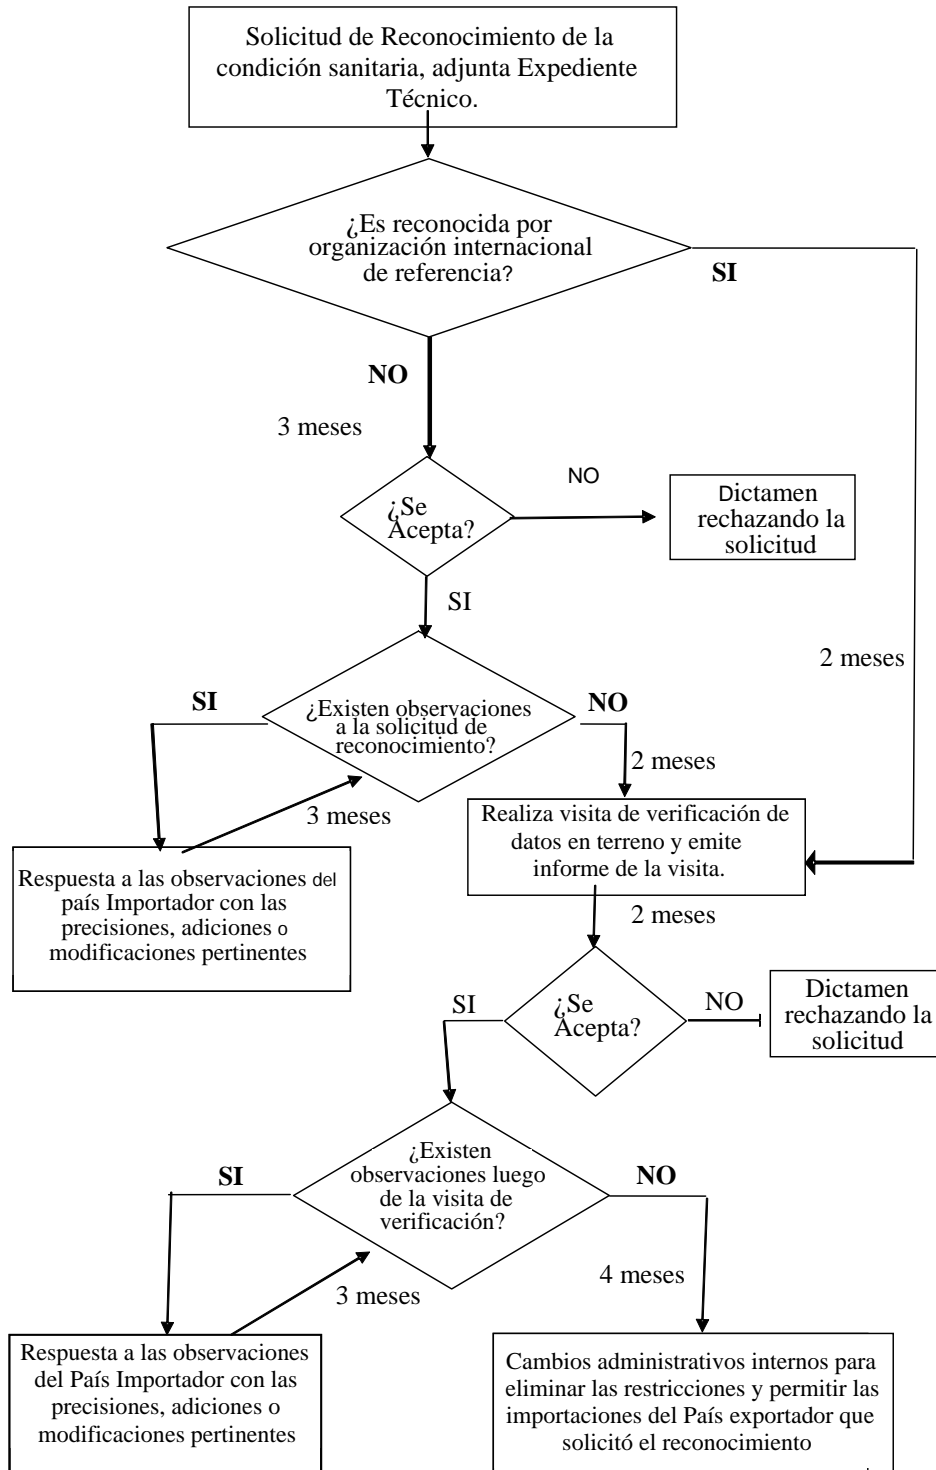 Solicitud de Reconocimiento de la
condición sanitaria, adjunta Expediente
Técnico.
¿Es reconocida por
organización internacional
de referencia?
SI
NO
3 meses
¿Se
Acepta?
NO
Dictamen
rechazando la
solicitud
SI
2 meses
SI
¿Existen observaciones
a la solicitud de
reconocimiento?
NO
2 meses
3 meses
Realiza visita de verificación de
datos en terreno y emite
informe de la visita.
Respuesta a las observaciones del
país Importador con las
precisiones, adiciones o
modificaciones pertinentes
2 meses
SI
¿Se
Acepta?
NO
Dictamen
rechazando la
solicitud
SI
¿Existen
observaciones luego
de la visita de
verificación?
NO
3 meses
4 meses
Respuesta a las observaciones
del País Importador con las
precisiones, adiciones o
modificaciones pertinentes
Cambios administrativos internos para
eliminar las restricciones y permitir las
importaciones del País exportador que
solicitó el reconocimiento